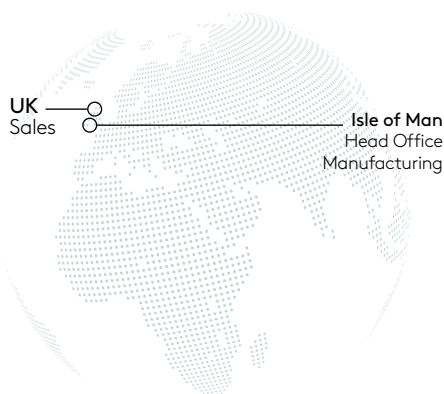 UK
Sales
Isle of Man
Head Office
Manufacturing